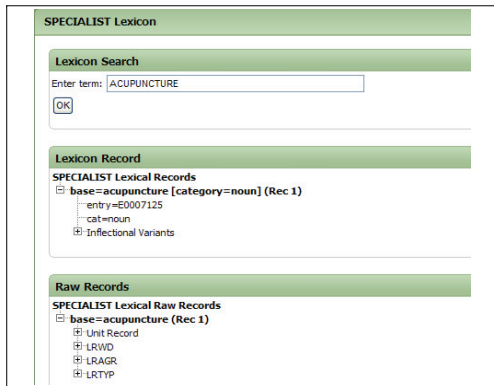 SPECIALIST Lexicon
Lexicon Search
Enter term: ACUPUNCTURE
OK
Lexicon Record
SPECIALIST Lexical Records
base=acupuncture [category=noun] (Rec 1)
entry=E0007125
cat=noun
Inflectional Variants
Raw Records
SPECIALIST Lexical Raw Records
base=acupuncture (Rec 1)
Unit Record
LRWD
LRAGR
LRTYP